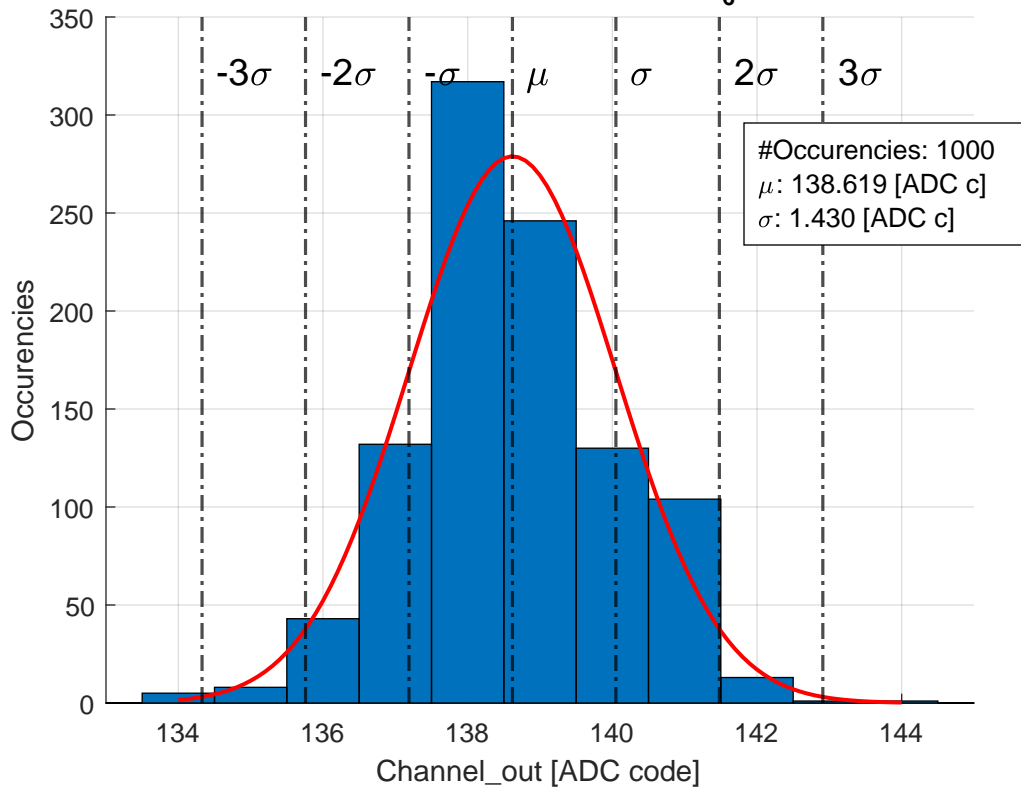 350
300
250
200
150
100
50
0
Occurencies
-3σ
-2σ
-σ
μ
σ
2σ
3σ
#Occurencies: 1000
μ: 138.619 [ADC c]
σ: 1.430 [ADC c]
134
136
138
140
142
144
Channel_out [ADC code]